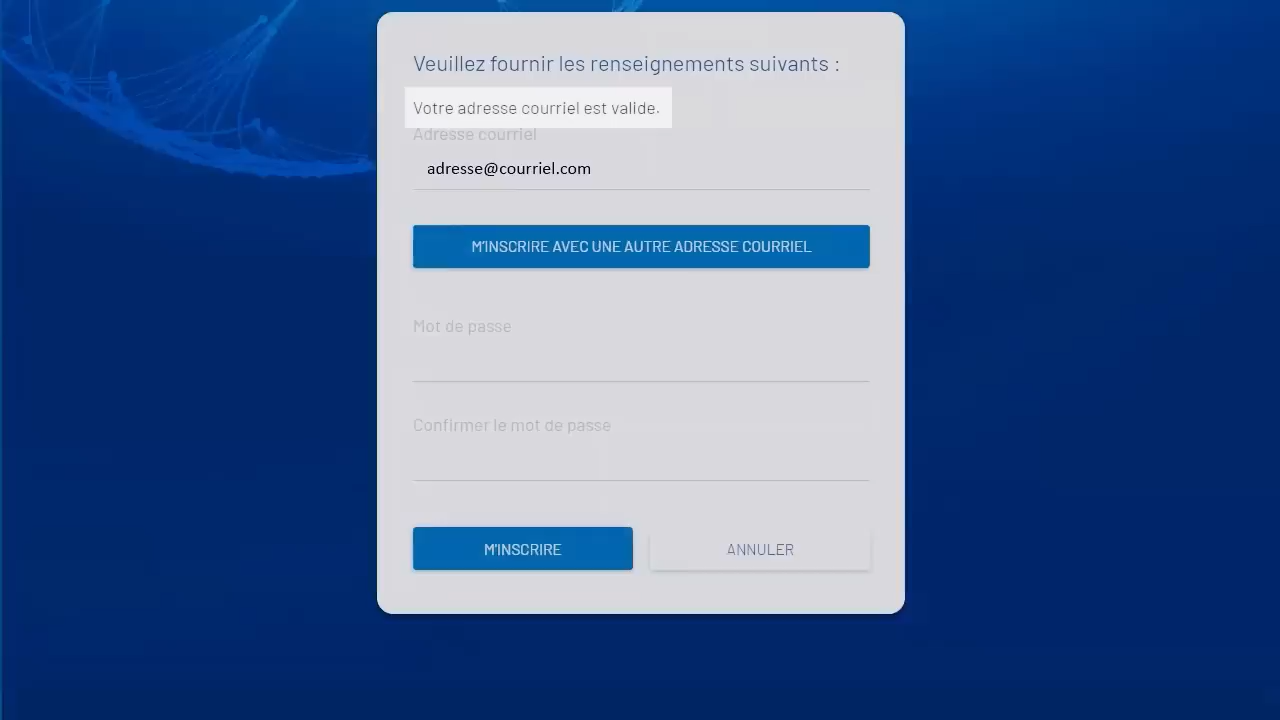 Veuillez fournir les renseignements suivants :
Votre adresse courriel est valide.
Adresse courriel
adresse@courriel.com
M'INSCRIRE AVEC UNE AUTRE ADRESSE COURRIEL
Mot de passe
Confirmer le mot de passe
M'INSCRIRE
ANNULER